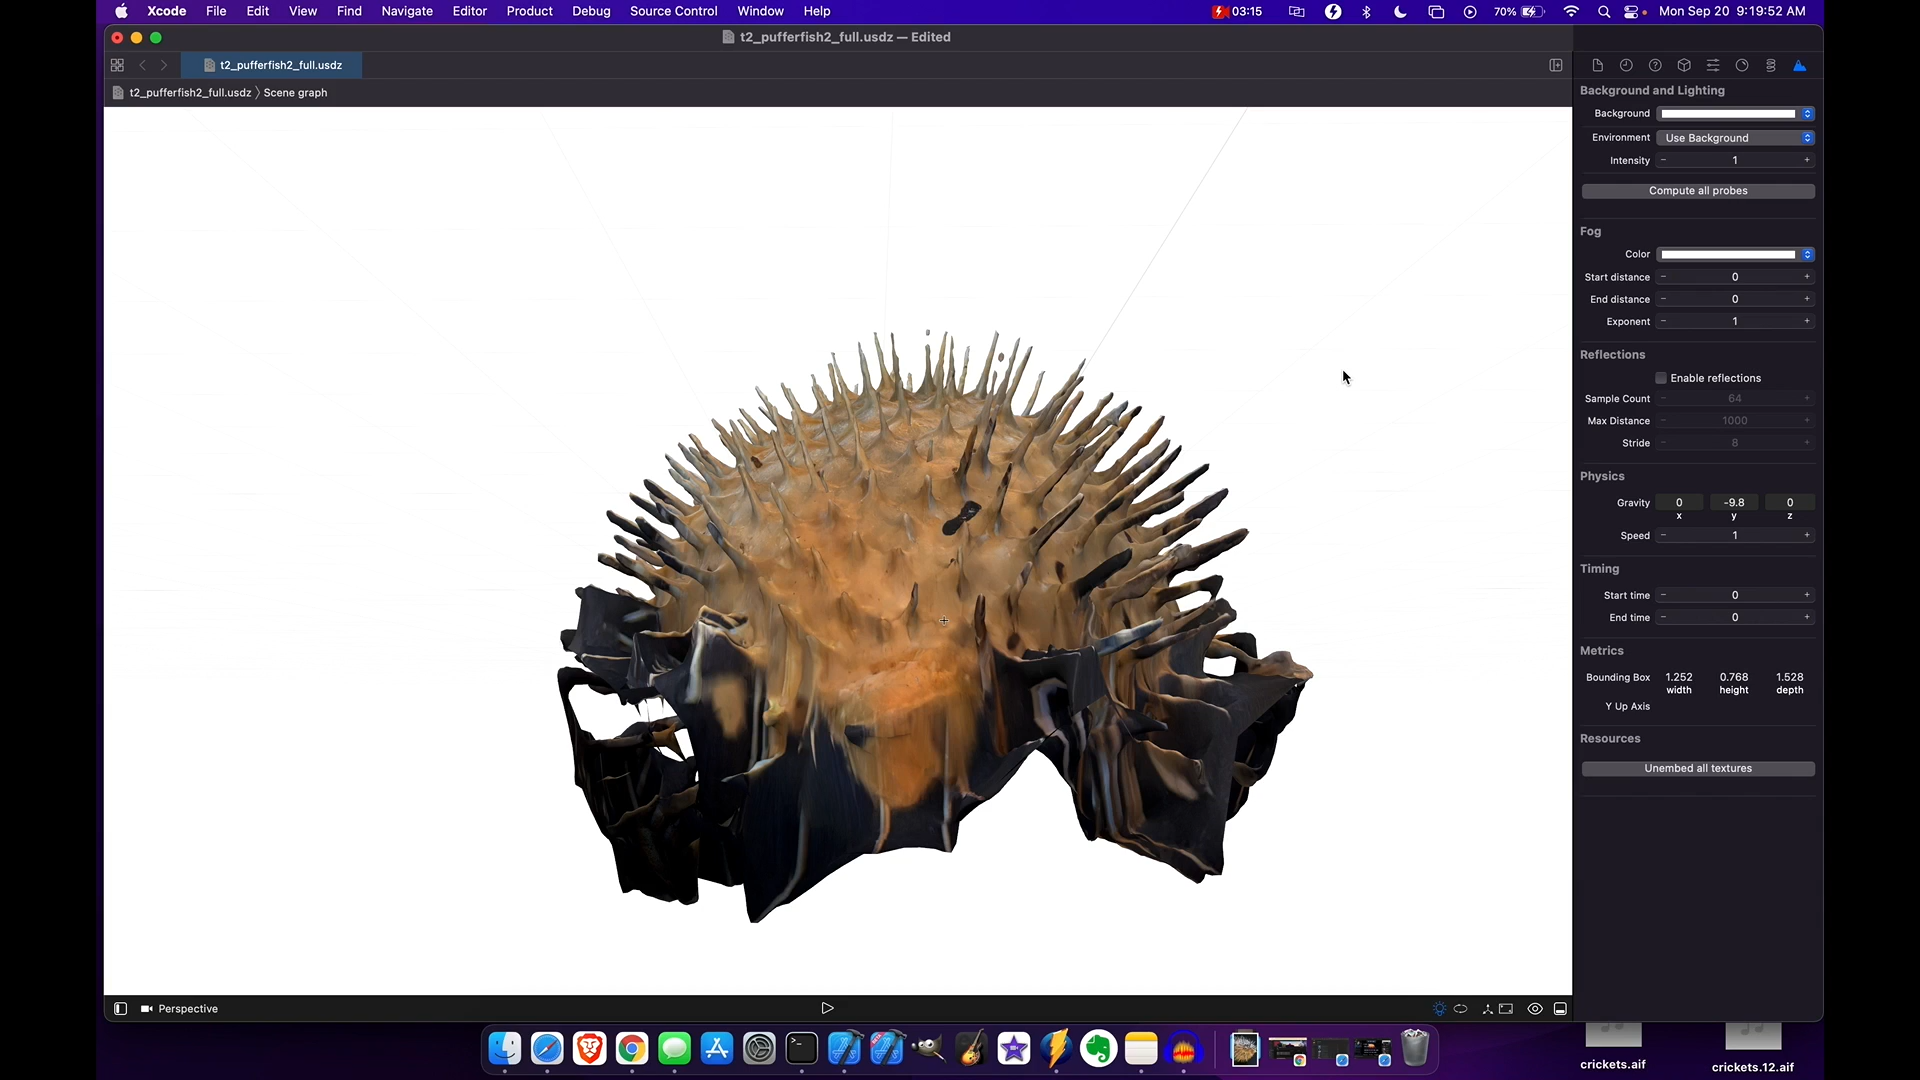 Xcode File Edit View Find Navigate Editor Product Debug Source Control Window Help 03:15 70% Mon Sep 20 9:19:52 AM
t2_pufferfish2_full.usdz — Edited
t2_pufferfish2_full.usdz
t2_pufferfish2_full.usdz 〉 Scene graph
Background and Lighting
Background
Environment Use Background
Intensity − 1 +
Compute all probes
Fog
Color
Start distance − 0 +
End distance − 0 +
Exponent − 1 +
Reflections
Enable reflections
Sample Count − 64 +
Max Distance − 1000 +
Stride − 8 +
Physics
Gravity 0 -9.8 0
x y z
Speed − 1 +
Timing
Start time − 0 +
End time − 0 +
Metrics
Bounding Box 1.252 0.768 1.528
width height depth
Y Up Axis
Resources
Unembed all textures
Perspective
crickets.aif
crickets.12.aif